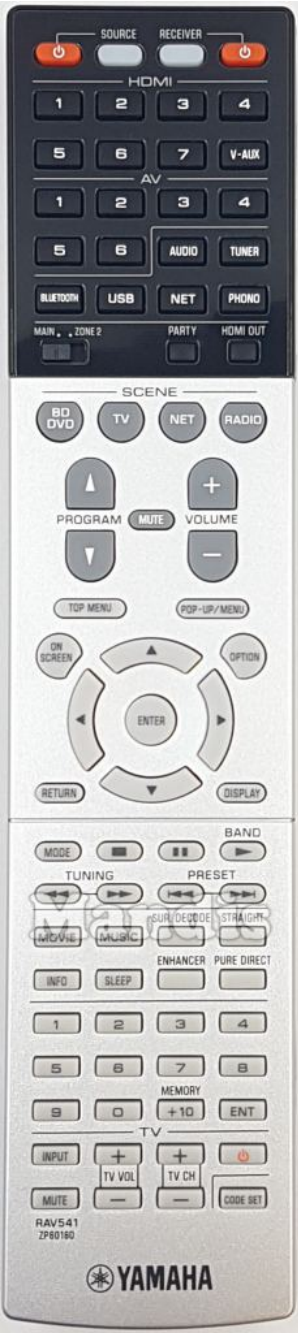 SOURCE RECEIVER
HDMI
1 2 3 4
5 6 7 V-AUX
AV
1 2 3 4
5 6 AUDIO TUNER
BLUETOOTH USB NET PHONO
MAIN ZONE 2 PARTY HDMI OUT
SCENE
BD DVD TV NET RADIO
PROGRAM MUTE VOLUME
TOP MENU POP-UP/MENU
ON SCREEN OPTION
ENTER
RETURN DISPLAY
BAND
MODE
TUNING PRESET
Mandis
SUR.DECODE STRAIGHT
MOVIE MUSIC
ENHANCER PURE DIRECT
INFO SLEEP
1 2 3 4
5 6 7 8
MEMORY
9 0 +10 ENT
TV
INPUT + +
TV VOL TV CH
MUTE - - CODE SET
RAV541
ZP60160
YAMAHA